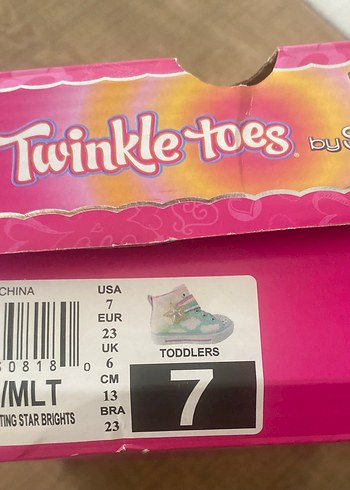 Twinkle toes by S
CHINA
USA
7
EUR
23
UK
6
CM
13
BRA
23
0818 0
/MLT
TING STAR BRIGHTS
TODDLERS
7